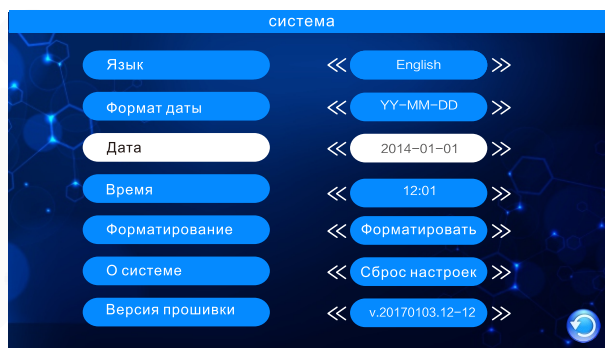 система
Язык English
Формат даты YY-MM-DD
Дата 2014-01-01
Время 12:01
Форматирование Форматировать
О системе Сброс настроек
Версия прошивки v.20170103.12-12